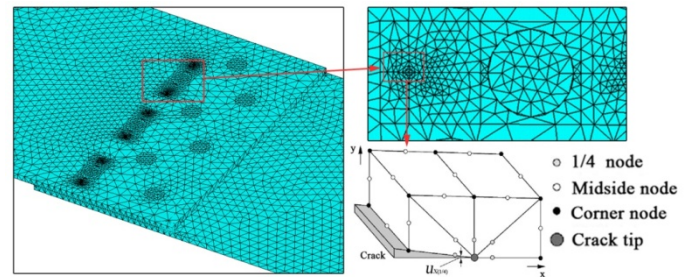 y
1/4 node
Midside node
Corner node
Crack tip
Crack
x